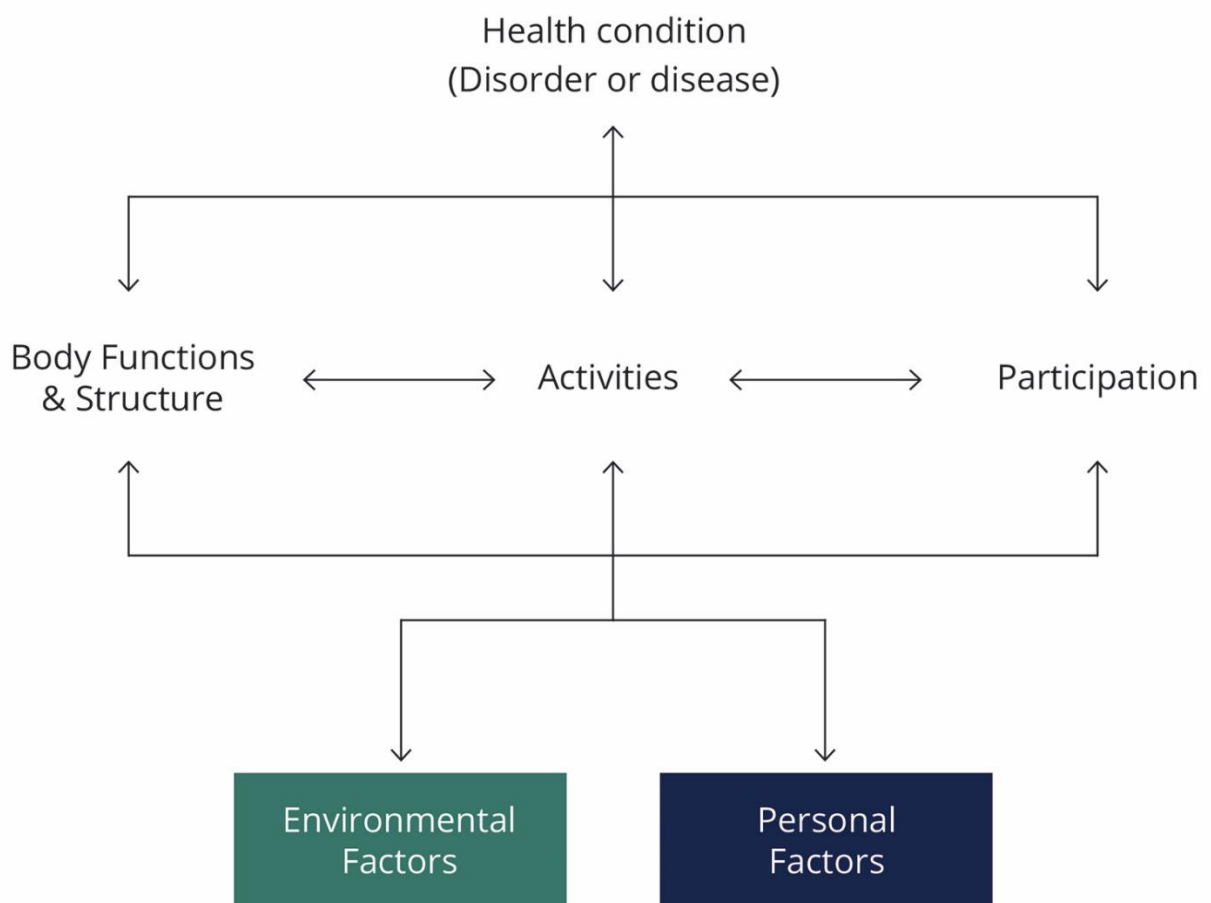 Health condition
(Disorder or disease)
Body Functions
& Structure
Activities
Participation
Environmental
Factors
Personal
Factors